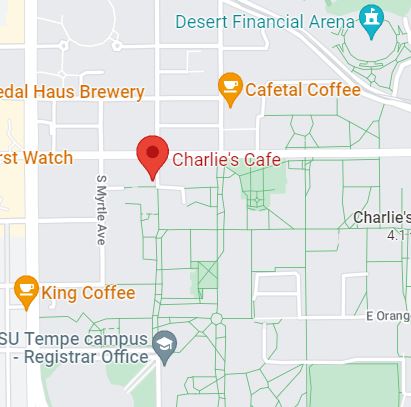 Desert Financial Arena
edal Haus Brewery
Cafetal Coffee
rst Watch
Charlie's Cafe
S Myrtle Ave
Charlie's
4.1
King Coffee
E Orang
SU Tempe campus
- Registrar Office